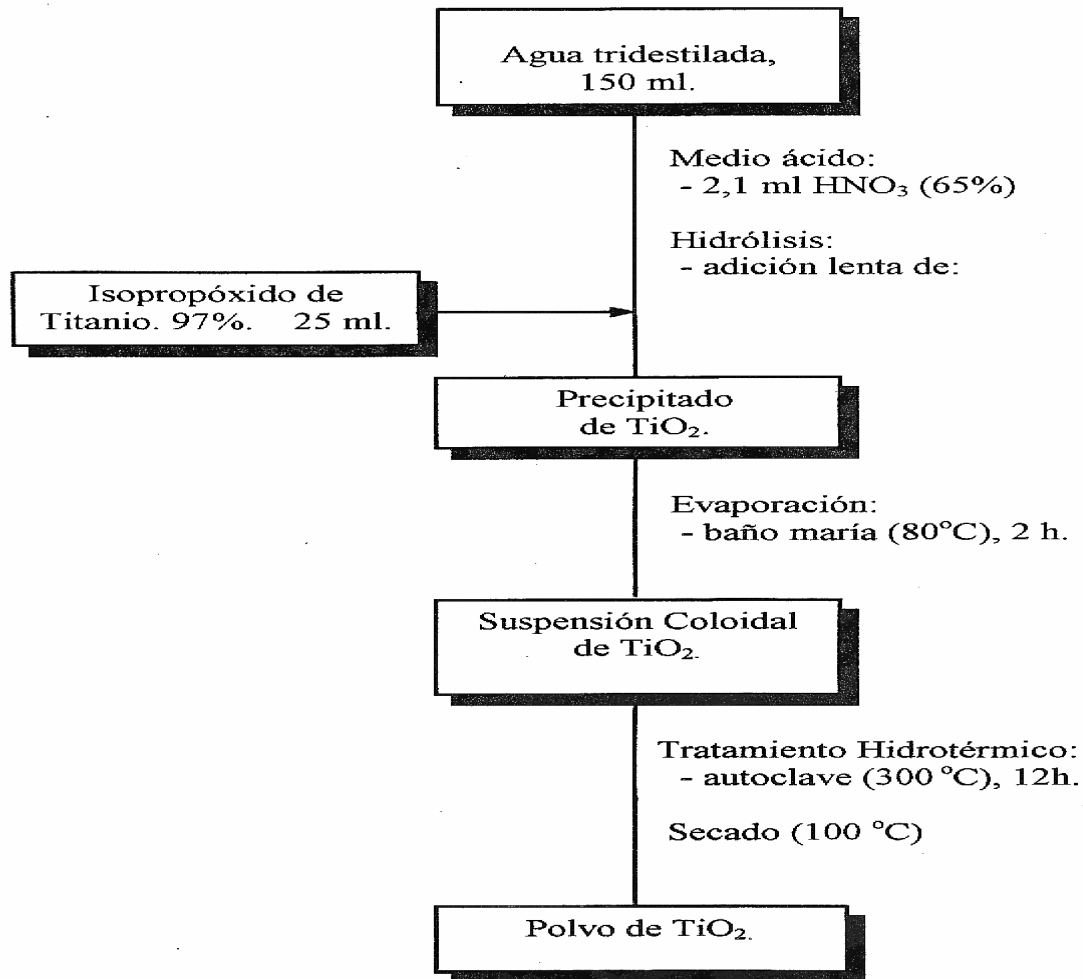 Agua tridestilada,
150 ml.
Medio ácido:
- 2,1 ml HNO₃ (65%)
Hidrólisis:
- adición lenta de:
Isopropóxido de
Titanio. 97%. 25 ml.
Precipitado
de TiO₂.
Evaporación:
- baño maría (80°C), 2 h.
Suspensión Coloidal
de TiO₂.
Tratamiento Hidrotérmico:
- autoclave (300 °C), 12h.
Secado (100 °C)
Polvo de TiO₂.